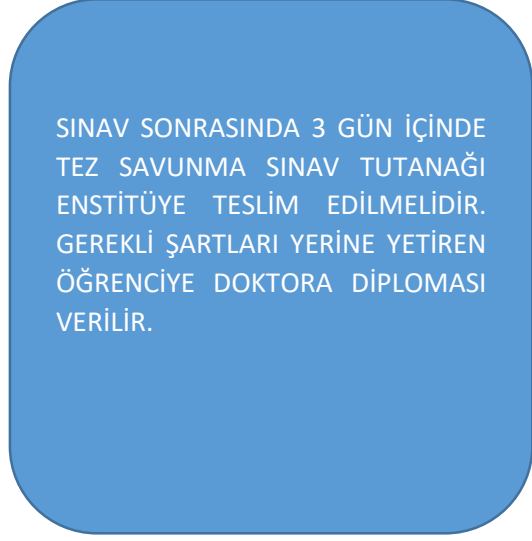 SINAV SONRASINDA 3 GÜN İÇİNDE
TEZ SAVUNMA SINAV TUTANAĞI
ENSTİTÜYE TESLİM EDİLMELİDİR.
GEREKLİ ŞARTLARI YERİNE YETİREN
ÖĞRENCİYE DOKTORA DİPLOMASI
VERİLİR.